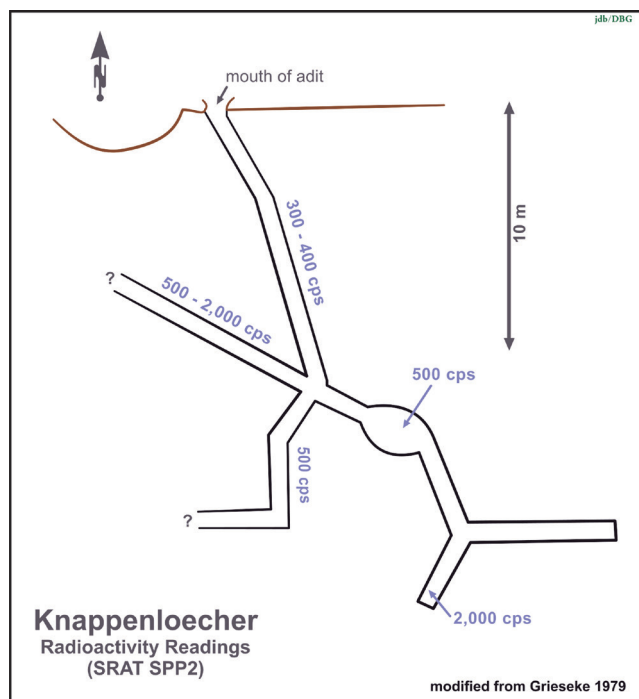 jdb/DBG
N
mouth of adit
10 m
300 - 400 cps
?
500 - 2,000 cps
500 cps
500 cps
?
2,000 cps
Knappenloecher
Radioactivity Readings
(SRAT SPP2)
modified from Grieseke 1979